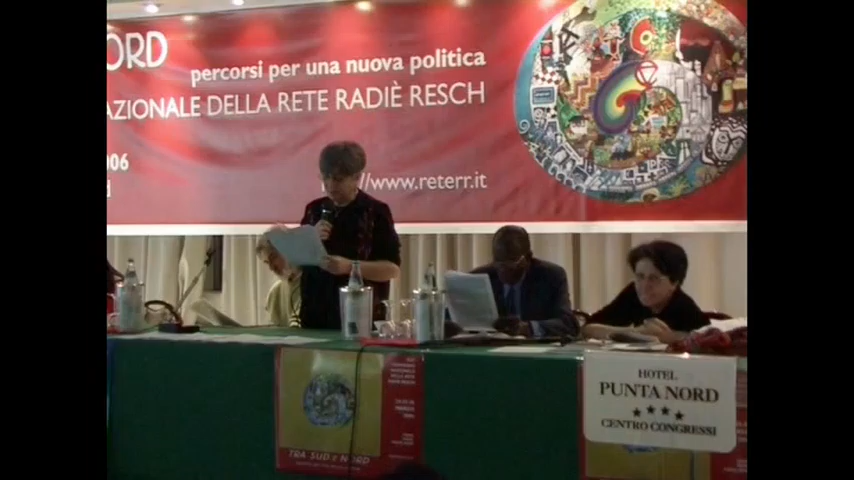 ORD
percorsi per una nuova politica
AZIONALE DELLA RETE RADIÈ RESCH
006
//www.reterr.it
TRA SUD e NORD
HOTEL
PUNTA NORD
★★★★
CENTRO CONGRESSI